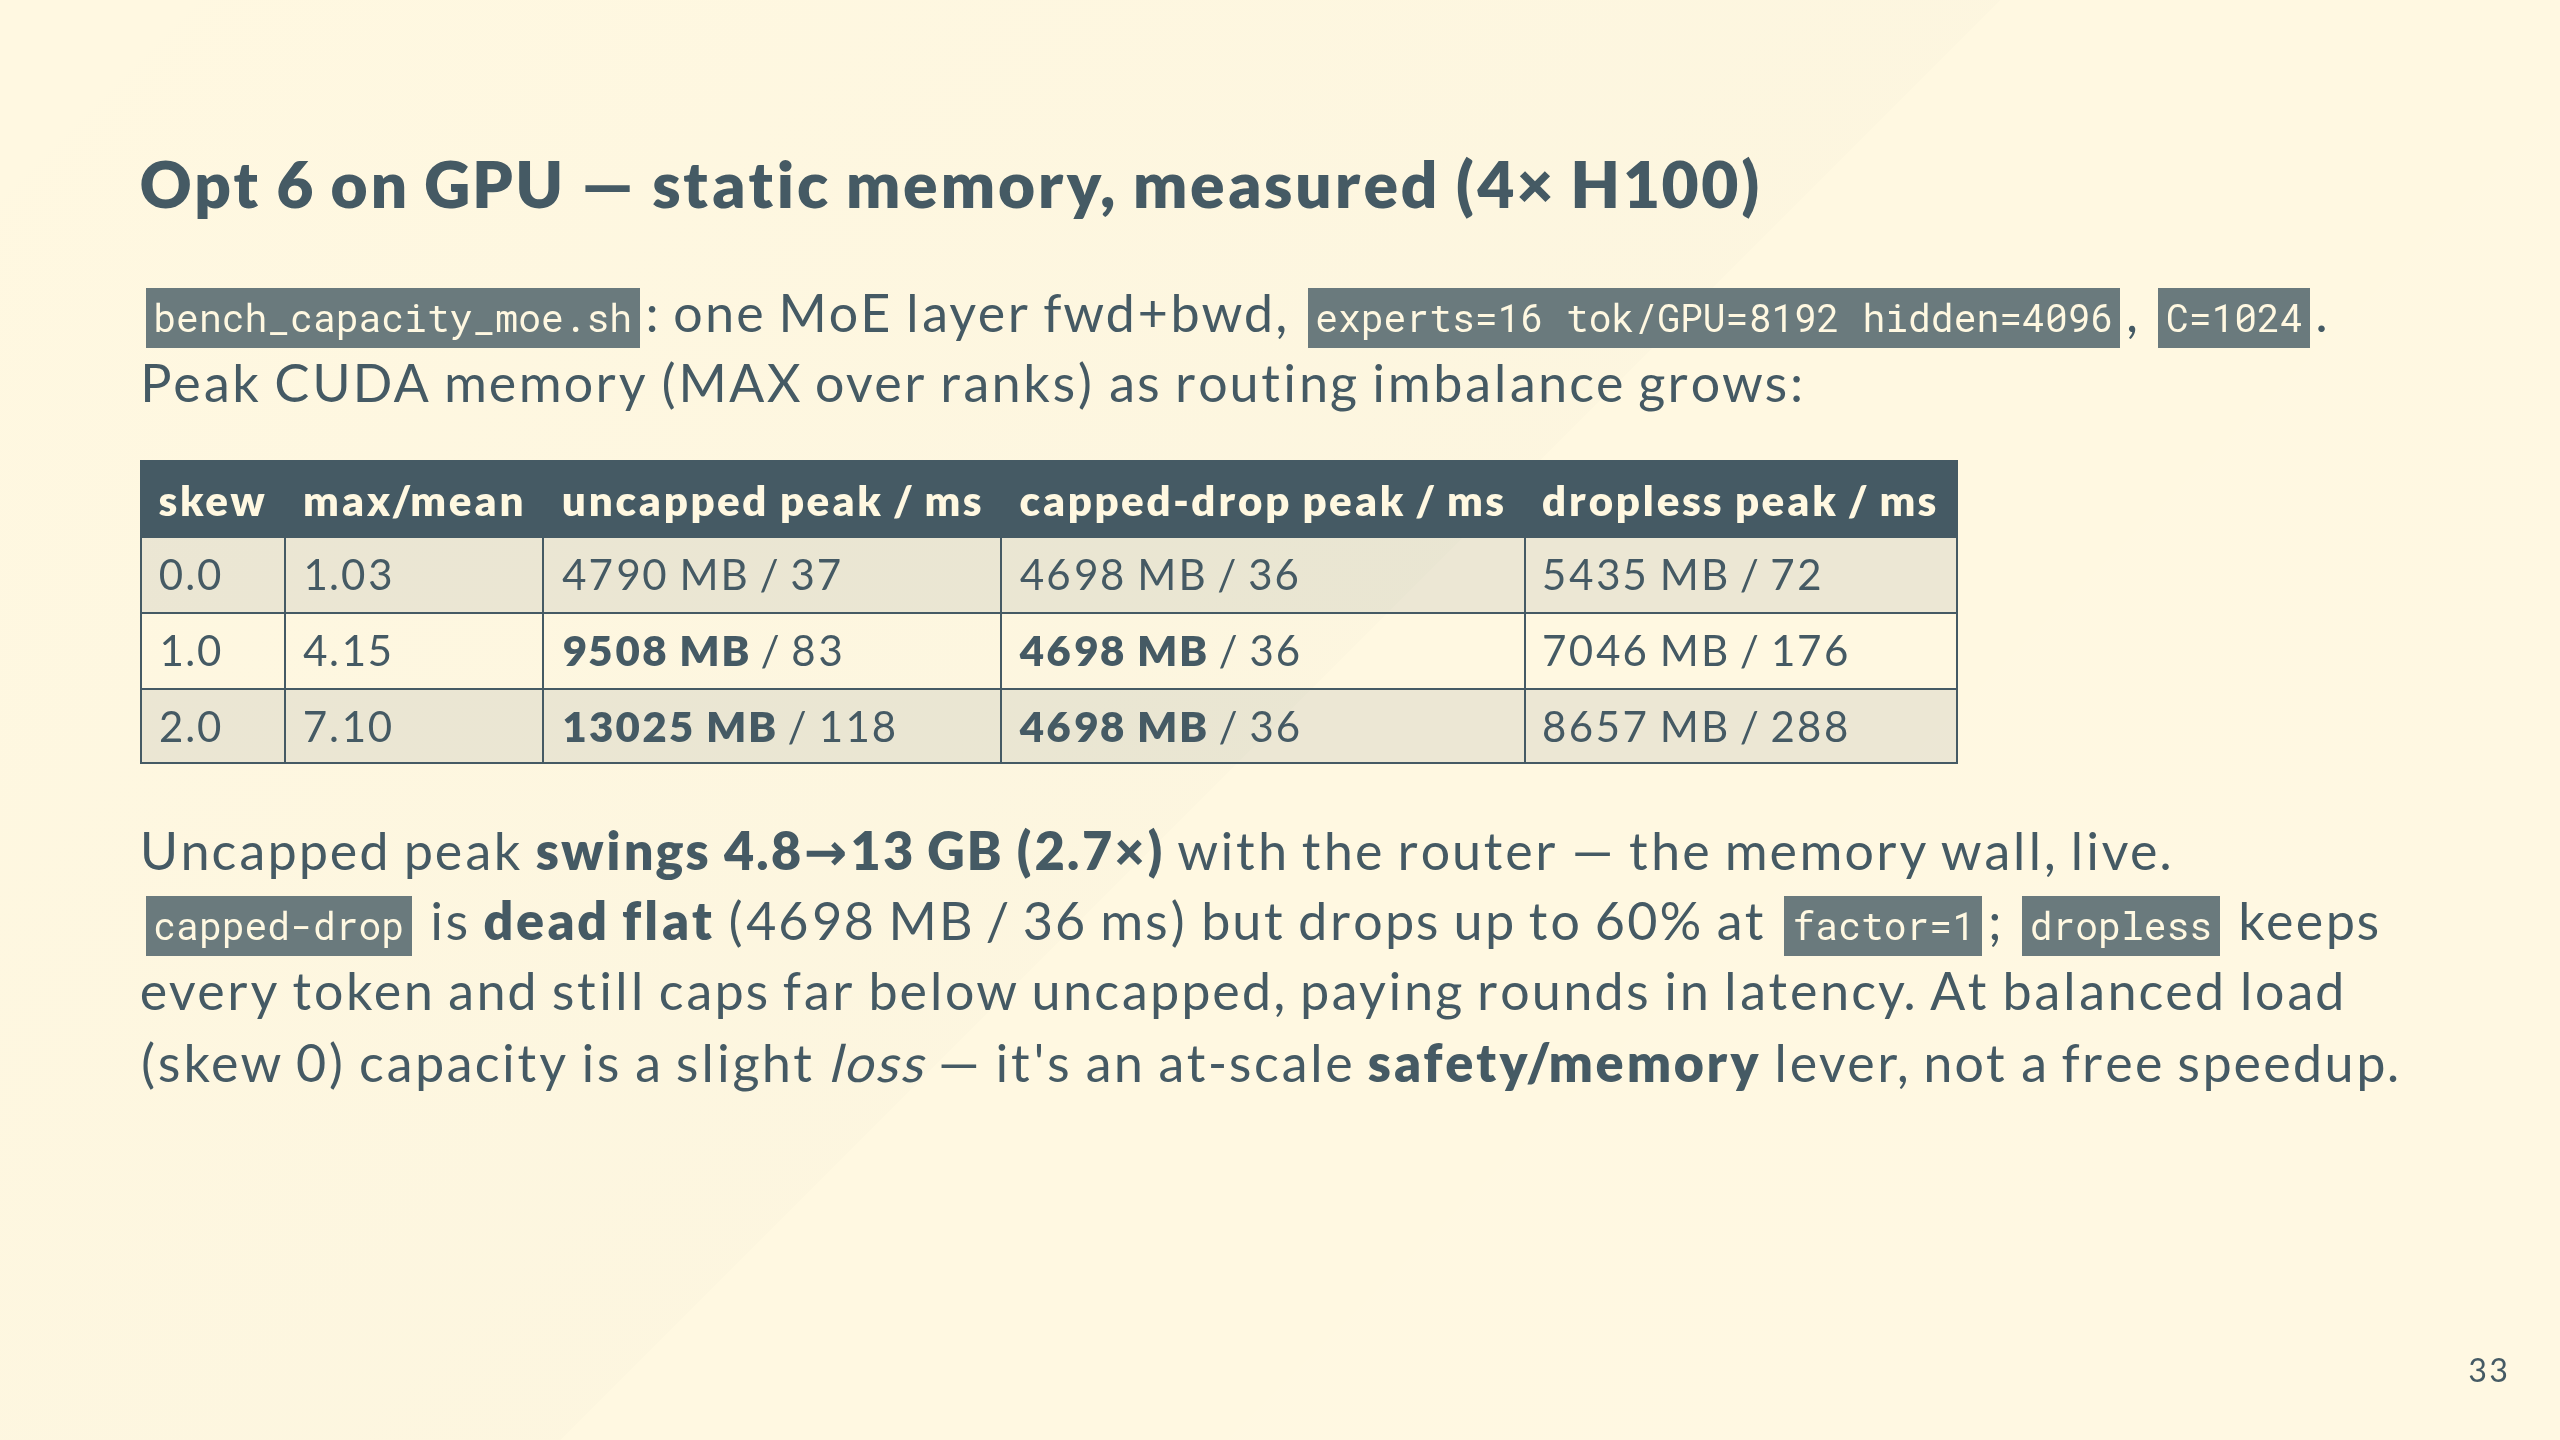 Opt 6 on GPU — static memory, measured (4× H100)
bench_capacity_moe.sh: one MoE layer fwd+bwd, experts=16 tok/GPU=8192 hidden=4096, C=1024.
Peak CUDA memory (MAX over ranks) as routing imbalance grows:
skew max/mean uncapped peak / ms capped-drop peak / ms dropless peak / ms
0.0 1.03 4790 MB / 37 4698 MB / 36 5435 MB / 72
1.0 4.15 9508 MB / 83 4698 MB / 36 7046 MB / 176
2.0 7.10 13025 MB / 118 4698 MB / 36 8657 MB / 288
Uncapped peak swings 4.8→13 GB (2.7×) with the router — the memory wall, live.
capped-drop is dead flat (4698 MB / 36 ms) but drops up to 60% at factor=1; dropless keeps
every token and still caps far below uncapped, paying rounds in latency. At balanced load
(skew 0) capacity is a slight loss — it's an at-scale safety/memory lever, not a free speedup.
33